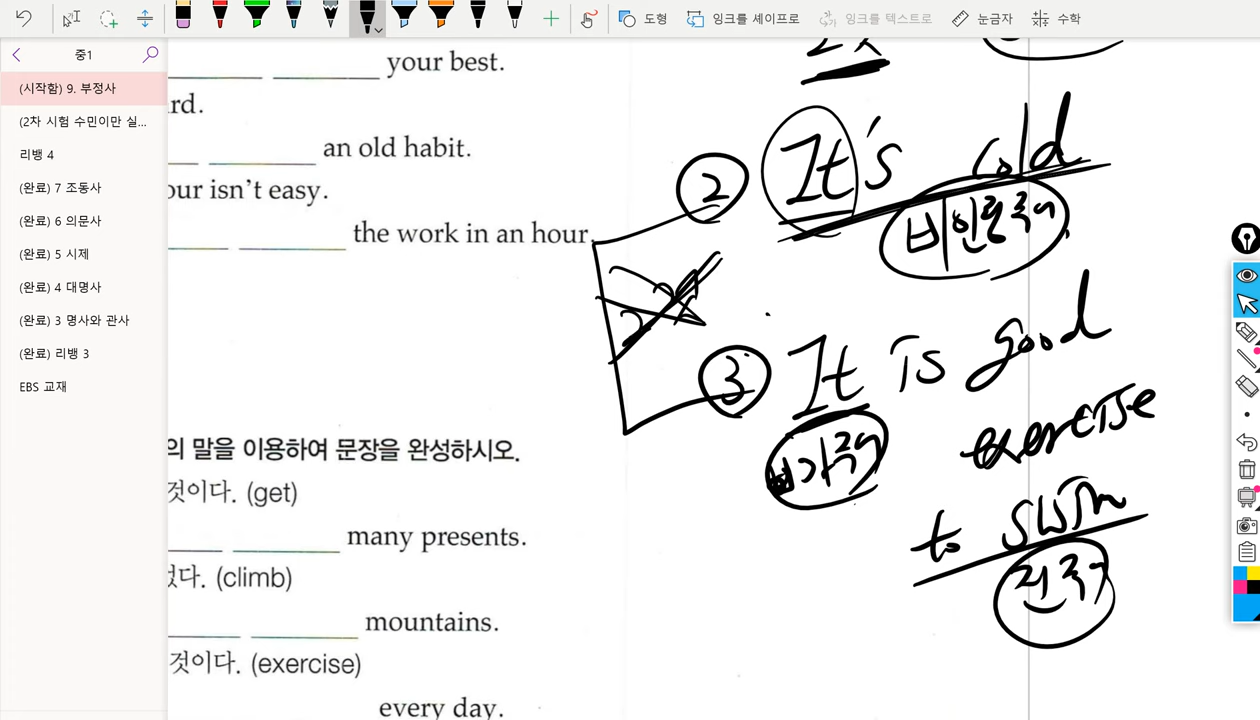 도형
잉크를 셰이프로
잉크를 텍스트로
눈금자
수학
중1
(시작함) 9. 부정사
(2차 시험 수민이만 실...
리뱅 4
(완료) 7 조동사
(완료) 6 의문사
(완료) 5 시제
(완료) 4 대명사
(완료) 3 명사와 관사
(완료) 리뱅 3
EBS 교재
your best.
rd.
an old habit.
our isn't easy.
the work in an hour.
의 말을 이용하여 문장을 완성하시오.
것이다. (get)
many presents.
었다. (climb)
mountains.
것이다. (exercise)
every day.
② It's cold
비인칭주어
③ It is good
exercise
가주어
to swim
진주어